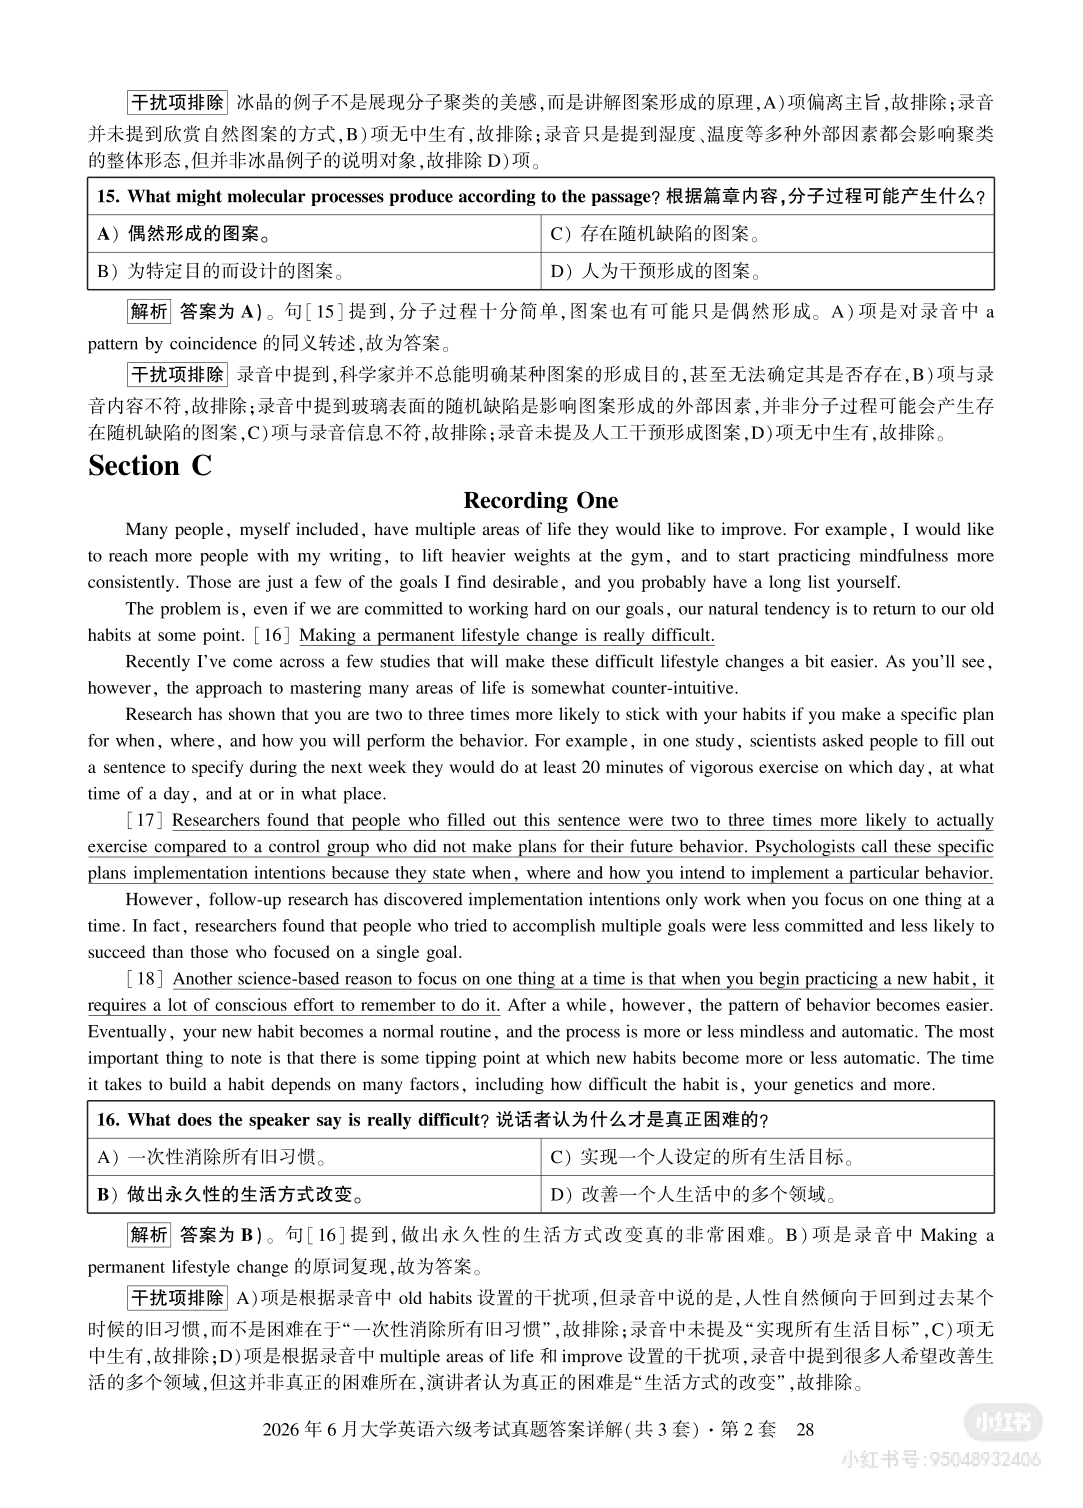 干扰项排除 冰晶的例子不是展现分子聚类的美感,而是讲解图案形成的原理,A)项偏离主旨,故排除;录音
并未提到欣赏自然图案的方式,B)项无中生有,故排除;录音只是提到湿度、温度等多种外部因素都会影响聚类
的整体形态,但并非冰晶例子的说明对象,故排除 D)项。
15. What might molecular processes produce according to the passage? 根据篇章内容,分子过程可能产生什么?
A) 偶然形成的图案。 C) 存在随机缺陷的图案。
B) 为特定目的而设计的图案。 D) 人为干预形成的图案。
解析 答案为 A)。句[15]提到,分子过程十分简单,图案也有可能只是偶然形成。A)项是对录音中 a
pattern by coincidence 的同义转述,故为答案。
干扰项排除 录音中提到,科学家并不总能明确某种图案的形成目的,甚至无法确定其是否存在,B)项与录
音内容不符,故排除;录音中提到玻璃表面的随机缺陷是影响图案形成的外部因素,并非分子过程可能会产生存
在随机缺陷的图案,C)项与录音信息不符,故排除;录音未提及人工干预形成图案,D)项无中生有,故排除。
Section C
Recording One
Many people, myself included, have multiple areas of life they would like to improve. For example, I would like
to reach more people with my writing, to lift heavier weights at the gym, and to start practicing mindfulness more
consistently. Those are just a few of the goals I find desirable, and you probably have a long list yourself.
The problem is, even if we are committed to working hard on our goals, our natural tendency is to return to our old
habits at some point. [16] Making a permanent lifestyle change is really difficult.
Recently I've come across a few studies that will make these difficult lifestyle changes a bit easier. As you'll see,
however, the approach to mastering many areas of life is somewhat counter-intuitive.
Research has shown that you are two to three times more likely to stick with your habits if you make a specific plan
for when, where, and how you will perform the behavior. For example, in one study, scientists asked people to fill out
a sentence to specify during the next week they would do at least 20 minutes of vigorous exercise on which day, at what
time of a day, and at or in what place.
[17] Researchers found that people who filled out this sentence were two to three times more likely to actually
exercise compared to a control group who did not make plans for their future behavior. Psychologists call these specific
plans implementation intentions because they state when, where and how you intend to implement a particular behavior.
However, follow-up research has discovered implementation intentions only work when you focus on one thing at a
time. In fact, researchers found that people who tried to accomplish multiple goals were less committed and less likely to
succeed than those who focused on a single goal.
[18] Another science-based reason to focus on one thing at a time is that when you begin practicing a new habit, it
requires a lot of conscious effort to remember to do it. After a while, however, the pattern of behavior becomes easier.
Eventually, your new habit becomes a normal routine, and the process is more or less mindless and automatic. The most
important thing to note is that there is some tipping point at which new habits become more or less automatic. The time
it takes to build a habit depends on many factors, including how difficult the habit is, your genetics and more.
16. What does the speaker say is really difficult? 说话者认为什么才是真正困难的?
A) 一次性消除所有旧习惯。 C) 实现一个人设定的所有生活目标。
B) 做出永久性的生活方式改变。 D) 改善一个人生活中的多个领域。
解析 答案为 B)。句[16]提到,做出永久性的生活方式改变真的非常困难。B)项是录音中 Making a
permanent lifestyle change 的原词复现,故为答案。
干扰项排除 A)项是根据录音中 old habits 设置的干扰项,但录音中说的是,人性自然倾向于回到过去某个
时候的旧习惯,而不是困难在于“一次性消除所有旧习惯”,故排除;录音中未提及“实现所有生活目标”,C)项无
中生有,故排除;D)项是根据录音中 multiple areas of life 和 improve 设置的干扰项,录音中提到很多人希望改善生
活的多个领域,但这并非真正的困难所在,演讲者认为真正的困难是“生活方式的改变”,故排除。
2026 年 6 月大学英语六级考试真题答案详解(共 3 套)·第 2 套 28
小红书
小红书号:95048932406